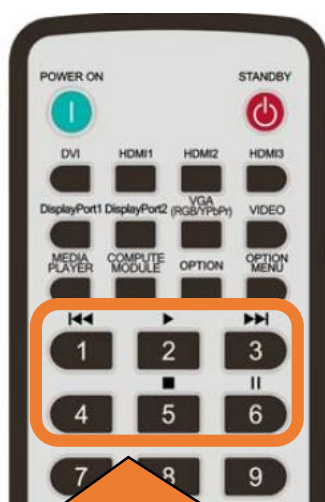 POWER ON STANDBY
DVI HDMI1 HDMI2 HDMI3
DisplayPort1 DisplayPort2 VGA (RGB/YPbPr) VIDEO
MEDIA PLAYER COMPUTE MODULE OPTION OPTION MENU
1 2 3
4 5 6
7 8 9